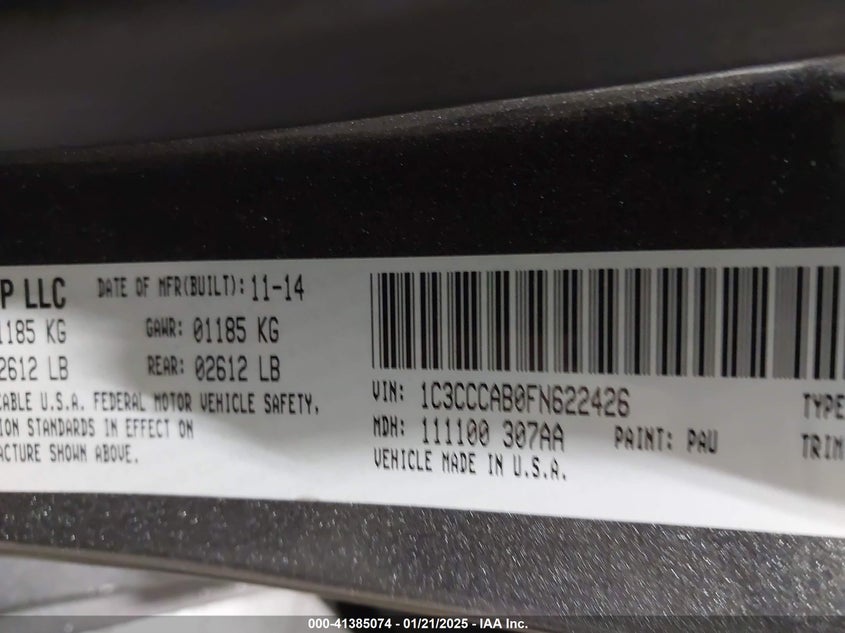 P LLC DATE OF MFR(BUILT): 11-14
1185 KG GAWR: 01185 KG
2612 LB REAR: 02612 LB
CABLE U.S.A. FEDERAL MOTOR VEHICLE SAFETY,
ION STANDARDS IN EFFECT ON
ACTURE SHOWN ABOVE.
VIN: 1C3CCCAB0FN622426 TYPE
MDH: 111100 307AA PAINT: PAU TRIM
VEHICLE MADE IN U.S.A.
000-41385074 / 01/21/2025 - IAA Inc.